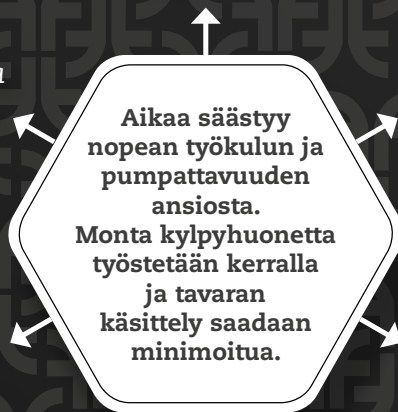 Aikaa säästyy
nopean työkulun ja
pumpattavuuden
ansiosta.
Monta kylpyhuonetta
työstetään kerralla
ja tavaran
käsittely saadaan
minimoitua.